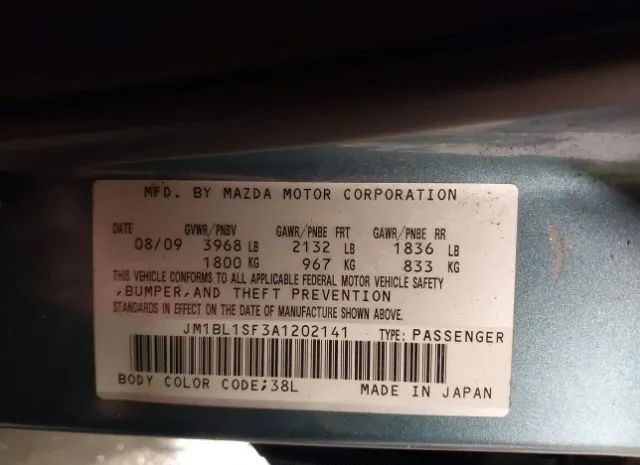 MFD. BY MAZDA MOTOR CORPORATION
DATE GVWR/PNBV GAWR/PNBE FRT GAWR/PNBE RR
08/09 3968 LB 2132 LB 1836 LB
1800 KG 967 KG 833 KG
THIS VEHICLE CONFORMS TO ALL APPLICABLE FEDERAL MOTOR VEHICLE SAFETY
,BUMPER,AND THEFT PREVENTION
STANDARDS IN EFFECT ON THE DATE OF MANUFACTURE SHOWN ABOVE.
JM1BL1SF3A1202141 TYPE: PASSENGER
BODY COLOR CODE;38L MADE IN JAPAN